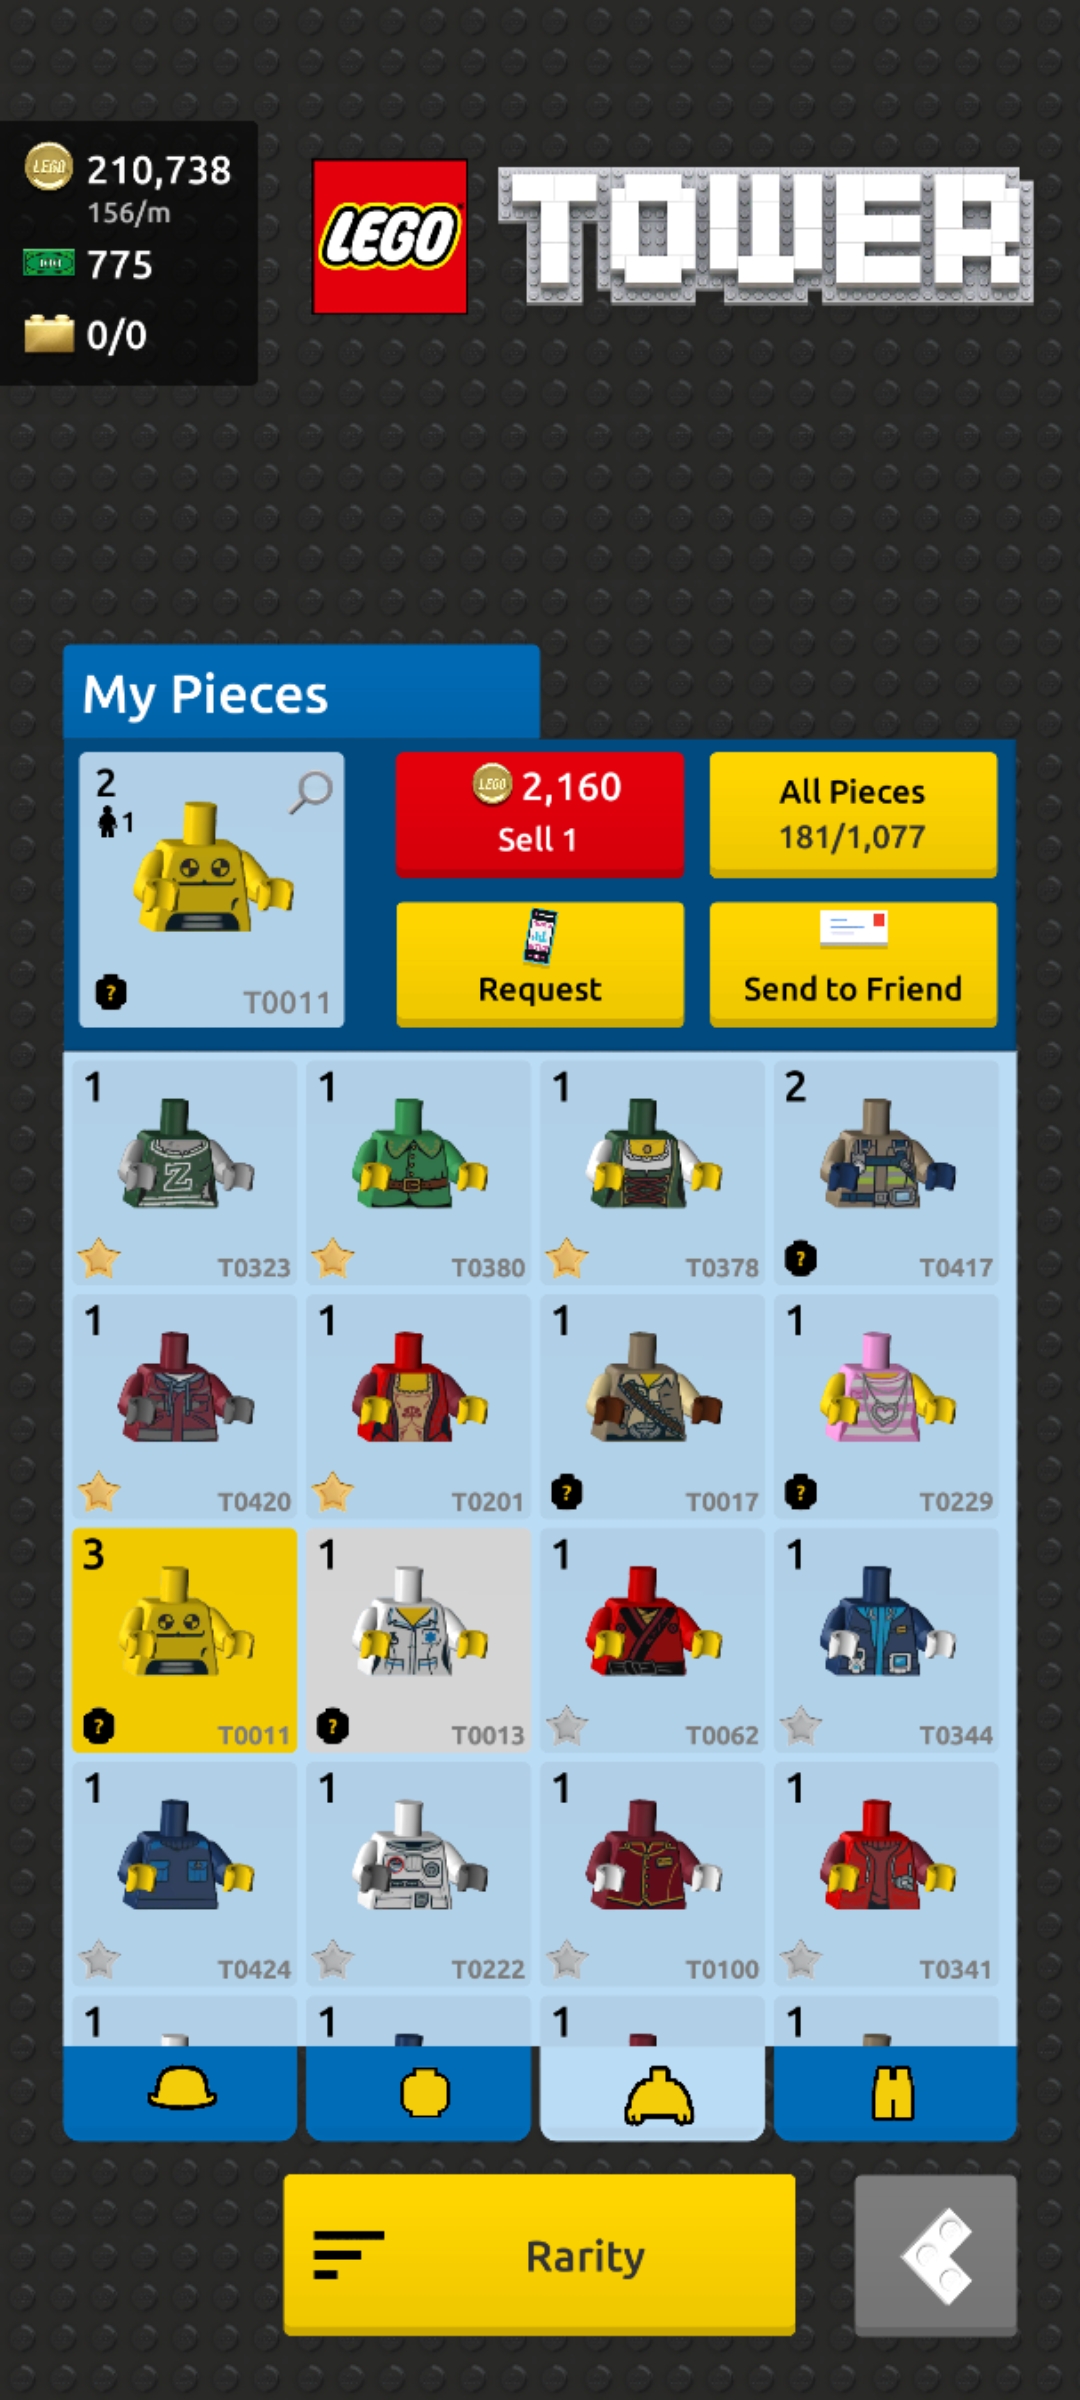 210,738
156/m
775
0/0
LEGO
TOWER
My Pieces
2
1
T0011
2,160
Sell 1
All Pieces
181/1,077
Request
Send to Friend
1
T0323
1
T0380
1
T0378
2
T0417
1
T0420
1
T0201
1
T0017
1
T0229
3
T0011
1
T0013
1
T0062
1
T0344
1
T0424
1
T0222
1
T0100
1
T0341
1
1
1
1
Rarity